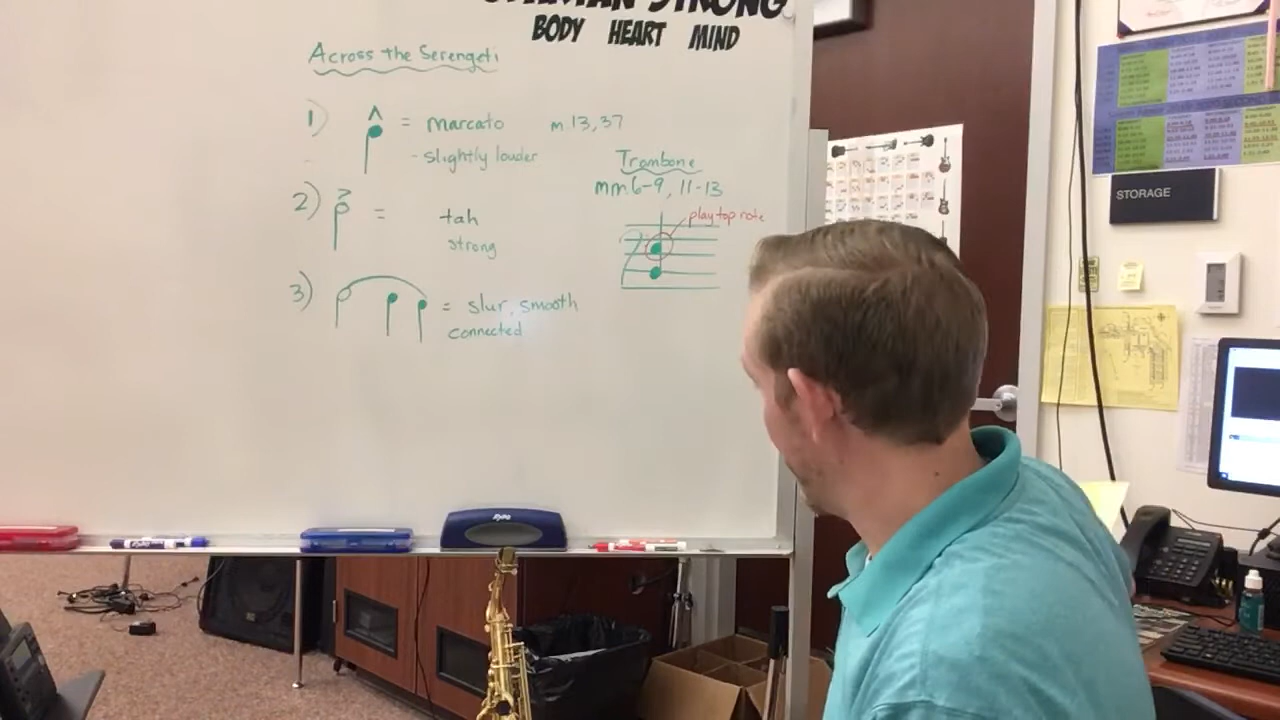 STRONG
BODY HEART MIND
Across the Serengeti
1) = marcato m.13, 37
- slightly louder
2) = tah
strong
3) = slur, smooth
connected
Trombone
mm.6-9, 11-13
play top note
STORAGE